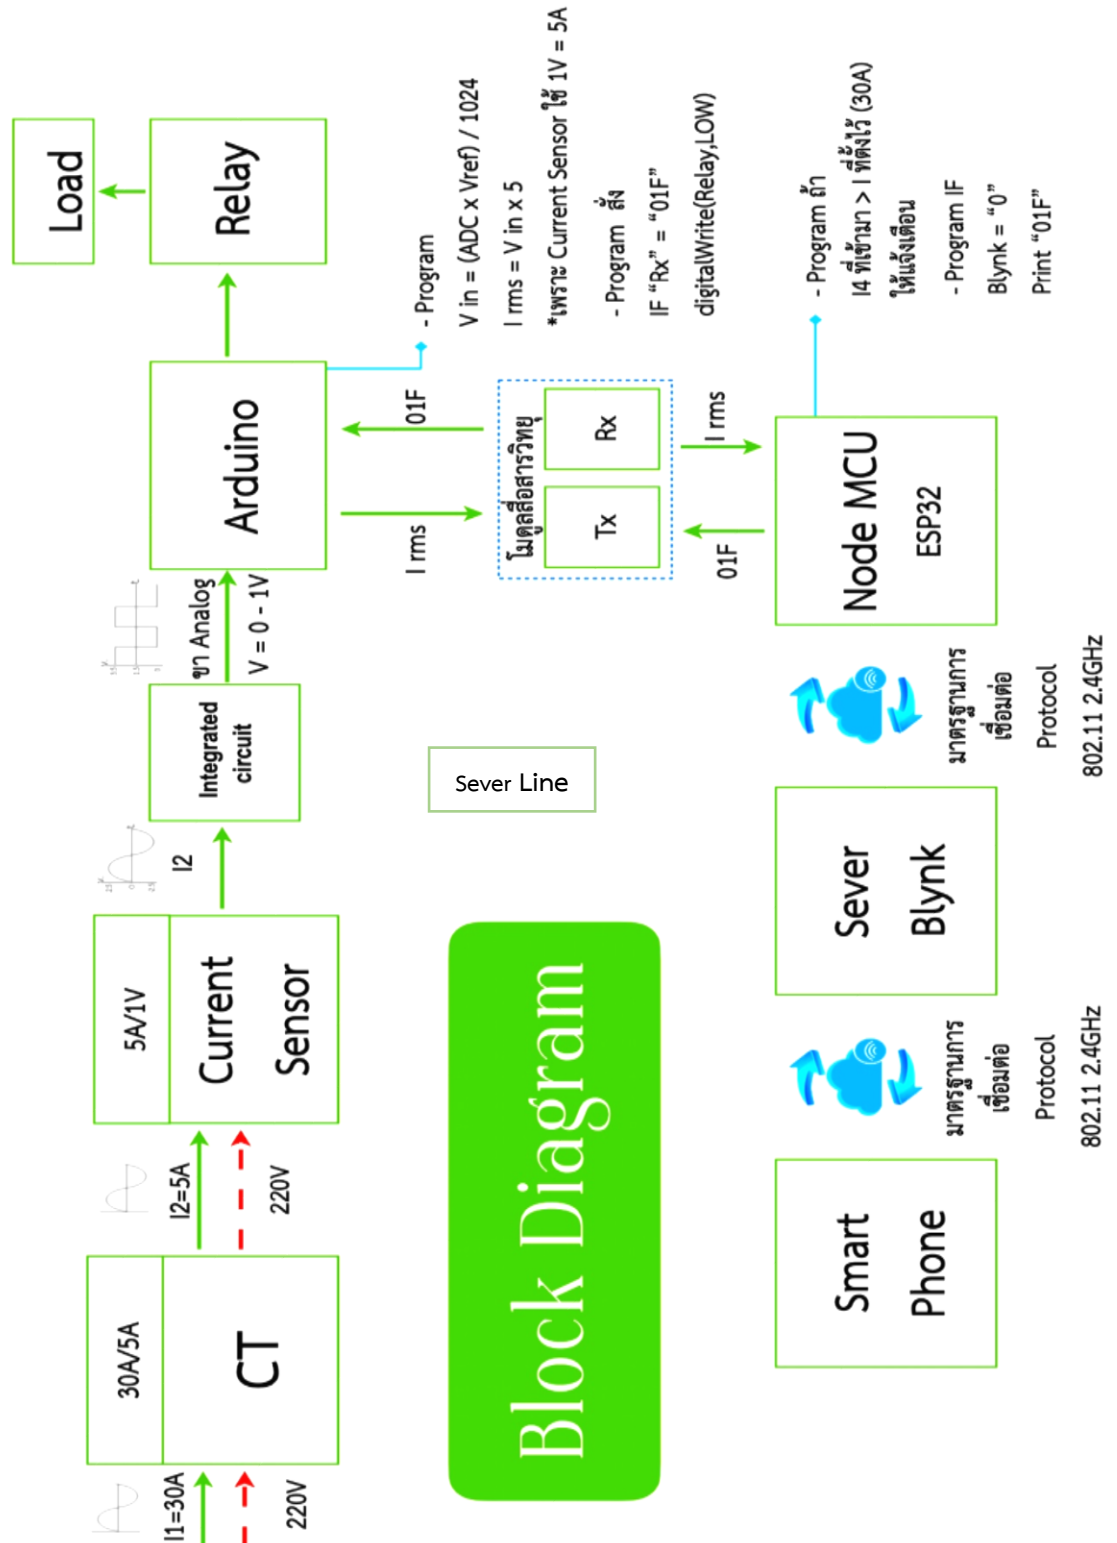 I1=30A
220V
30A/5A
CT
I2=5A
220V
5A/1V
Current
Sensor
I2
Integrated
circuit
ขา Analog
V = 0 - 1V
Arduino
Relay
Load
- Program
V in = (ADC x Vref) / 1024
I rms = V in x 5
*เพราะ Current Sensor ใช้ 1V = 5A
- Program สั่ง
IF “Rx” = “01F”
digitalWrite(Relay,LOW)
I rms
01F
โมดูลสื่อสารวิทยุ
Tx
Rx
01F
I rms
Sever Line
Block Diagram
Smart
Phone
มาตรฐานการ
เชื่อมต่อ
Protocol
802.11 2.4GHz
Sever
Blynk
มาตรฐานการ
เชื่อมต่อ
Protocol
802.11 2.4GHz
Node MCU
ESP32
- Program ถ้า
I4 ที่เข้ามา > I ที่ตั้งไว้ (30A)
ให้แจ้งเตือน
- Program IF
Blynk = “0”
Print “01F”